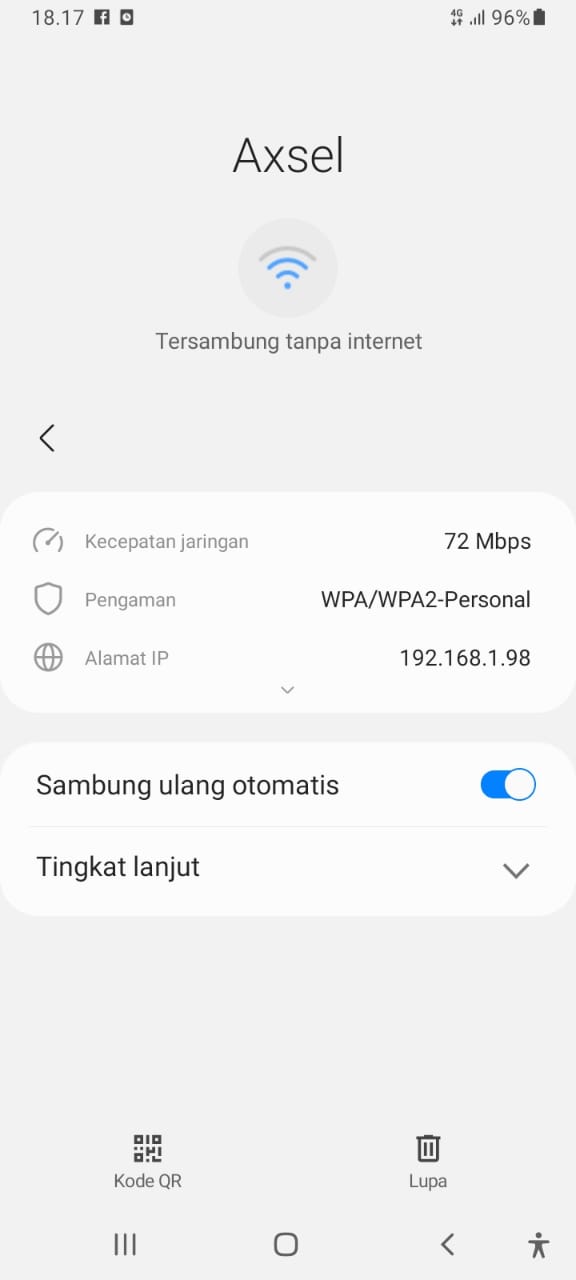 18.17
4G
96%
Axsel
Tersambung tanpa internet
Kecepatan jaringan 72 Mbps
Pengaman WPA/WPA2-Personal
Alamat IP 192.168.1.98
Sambung ulang otomatis
Tingkat lanjut
Kode QR
Lupa